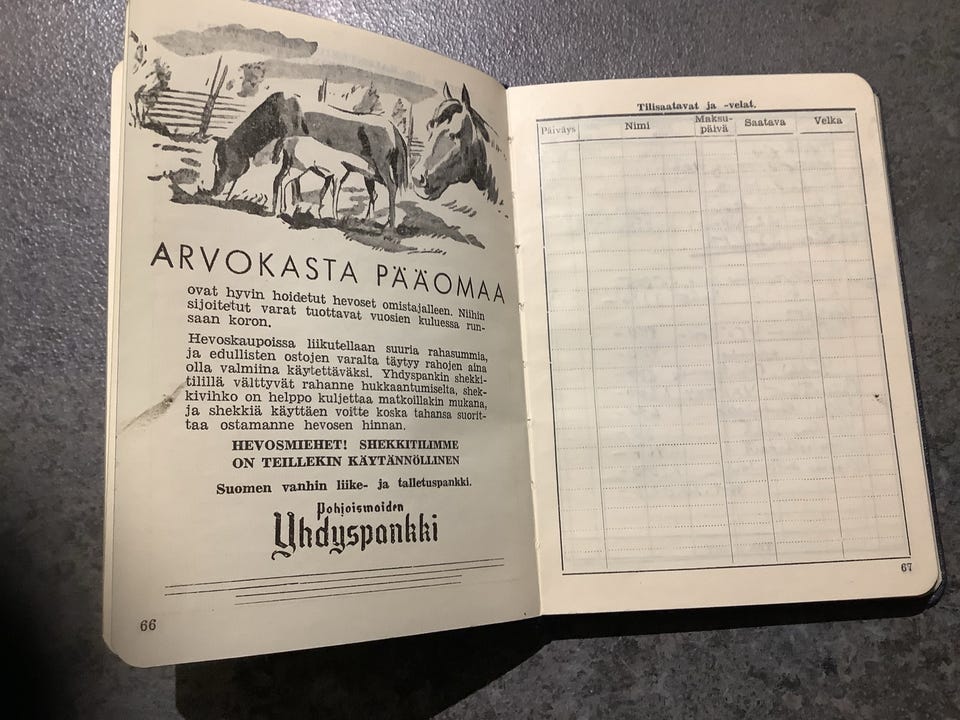 ARVOKASTA PÄÄOMAA
ovat hyvin hoidetut hevoset omistajalleen. Niihin
sijoitetut varat tuottavat vuosien kuluessa run-
saan koron.
Hevoskaupoissa liikutellaan suuria rahasummia,
ja edullisten ostojen varalta täytyy rahojen aina
olla valmiina käytettäväksi. Yhdyspankin shekki-
tilillä välttyvät rahanne hukkaantumiselta, shek-
kivihko on helppo kuljettaa matkoillakin mukana,
ja shekkiä käyttäen voitte koska tahansa suorit-
taa ostamanne hevosen hinnan.
HEVOSMIEHET! SHEKKITILIMME
ON TEILLEKIN KÄYTÄNNÖLLINEN
Suomen vanhin liike- ja talletuspankki.
Pohjoismaiden
Yhdyspankki
66
Tilisaatavat ja -velat.
Päiväys Nimi Maksu-päivä Saatava Velka
67